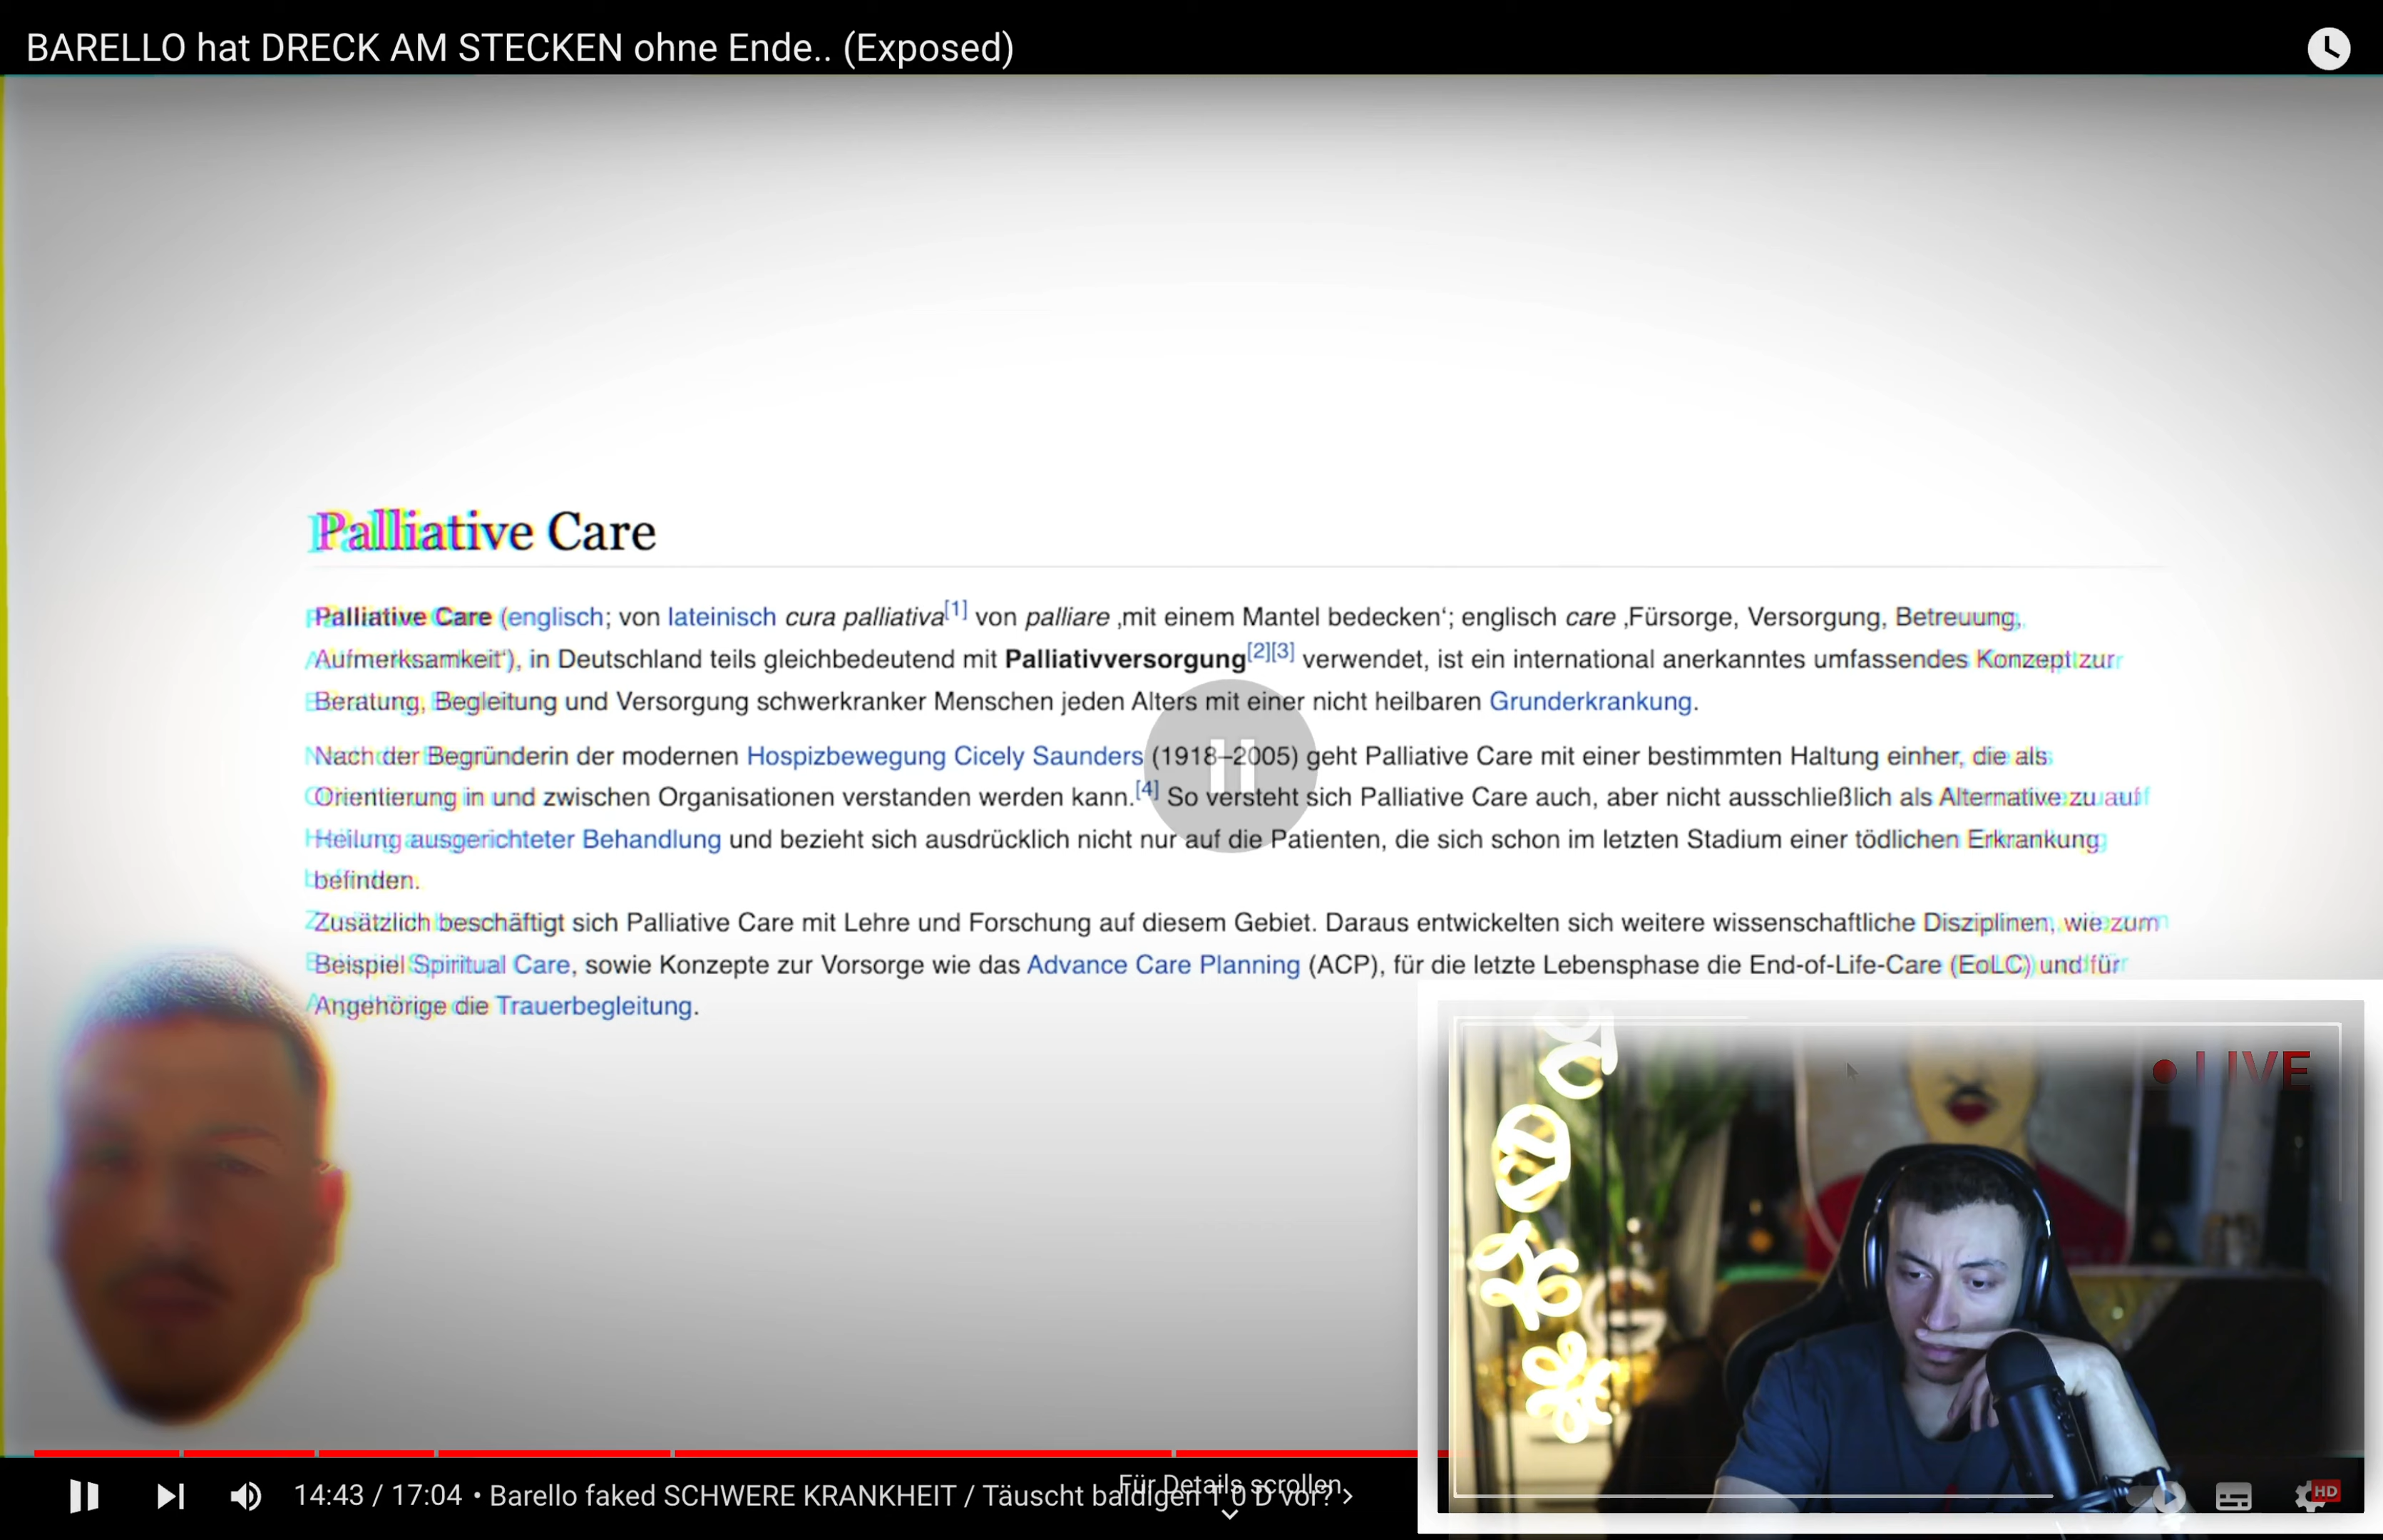 BARELLO hat DRECK AM STECKEN ohne Ende.. (Exposed)
Palliative Care
Palliative Care (englisch; von lateinisch cura palliativa[1] von palliare ‚mit einem Mantel bedecken‘; englisch care ‚Fürsorge, Versorgung, Betreuung,
Aufmerksamkeit‘), in Deutschland teils gleichbedeutend mit Palliativversorgung[2][3] verwendet, ist ein international anerkanntes umfassendes Konzept zur
Beratung, Begleitung und Versorgung schwerkranker Menschen jeden Alters mit einer nicht heilbaren Grunderkrankung.
Nach der Begründerin der modernen Hospizbewegung Cicely Saunders (1918–2005) geht Palliative Care mit einer bestimmten Haltung einher, die als
Orientierung in und zwischen Organisationen verstanden werden kann.[4] So versteht sich Palliative Care auch, aber nicht ausschließlich als Alternative zu auf
Heilung ausgerichteter Behandlung und bezieht sich ausdrücklich nicht nur auf die Patienten, die sich schon im letzten Stadium einer tödlichen Erkrankung
befinden.
Zusätzlich beschäftigt sich Palliative Care mit Lehre und Forschung auf diesem Gebiet. Daraus entwickelten sich weitere wissenschaftliche Disziplinen, wie zum
Beispiel Spiritual Care, sowie Konzepte zur Vorsorge wie das Advance Care Planning (ACP), für die letzte Lebensphase die End-of-Life-Care (EoLC) und für
Angehörige die Trauerbegleitung.
LIVE
Für Details scrollen
14:43 / 17:04 • Barello faked SCHWERE KRANKHEIT / Täuscht baldigen T 0 D vor? ›
HD